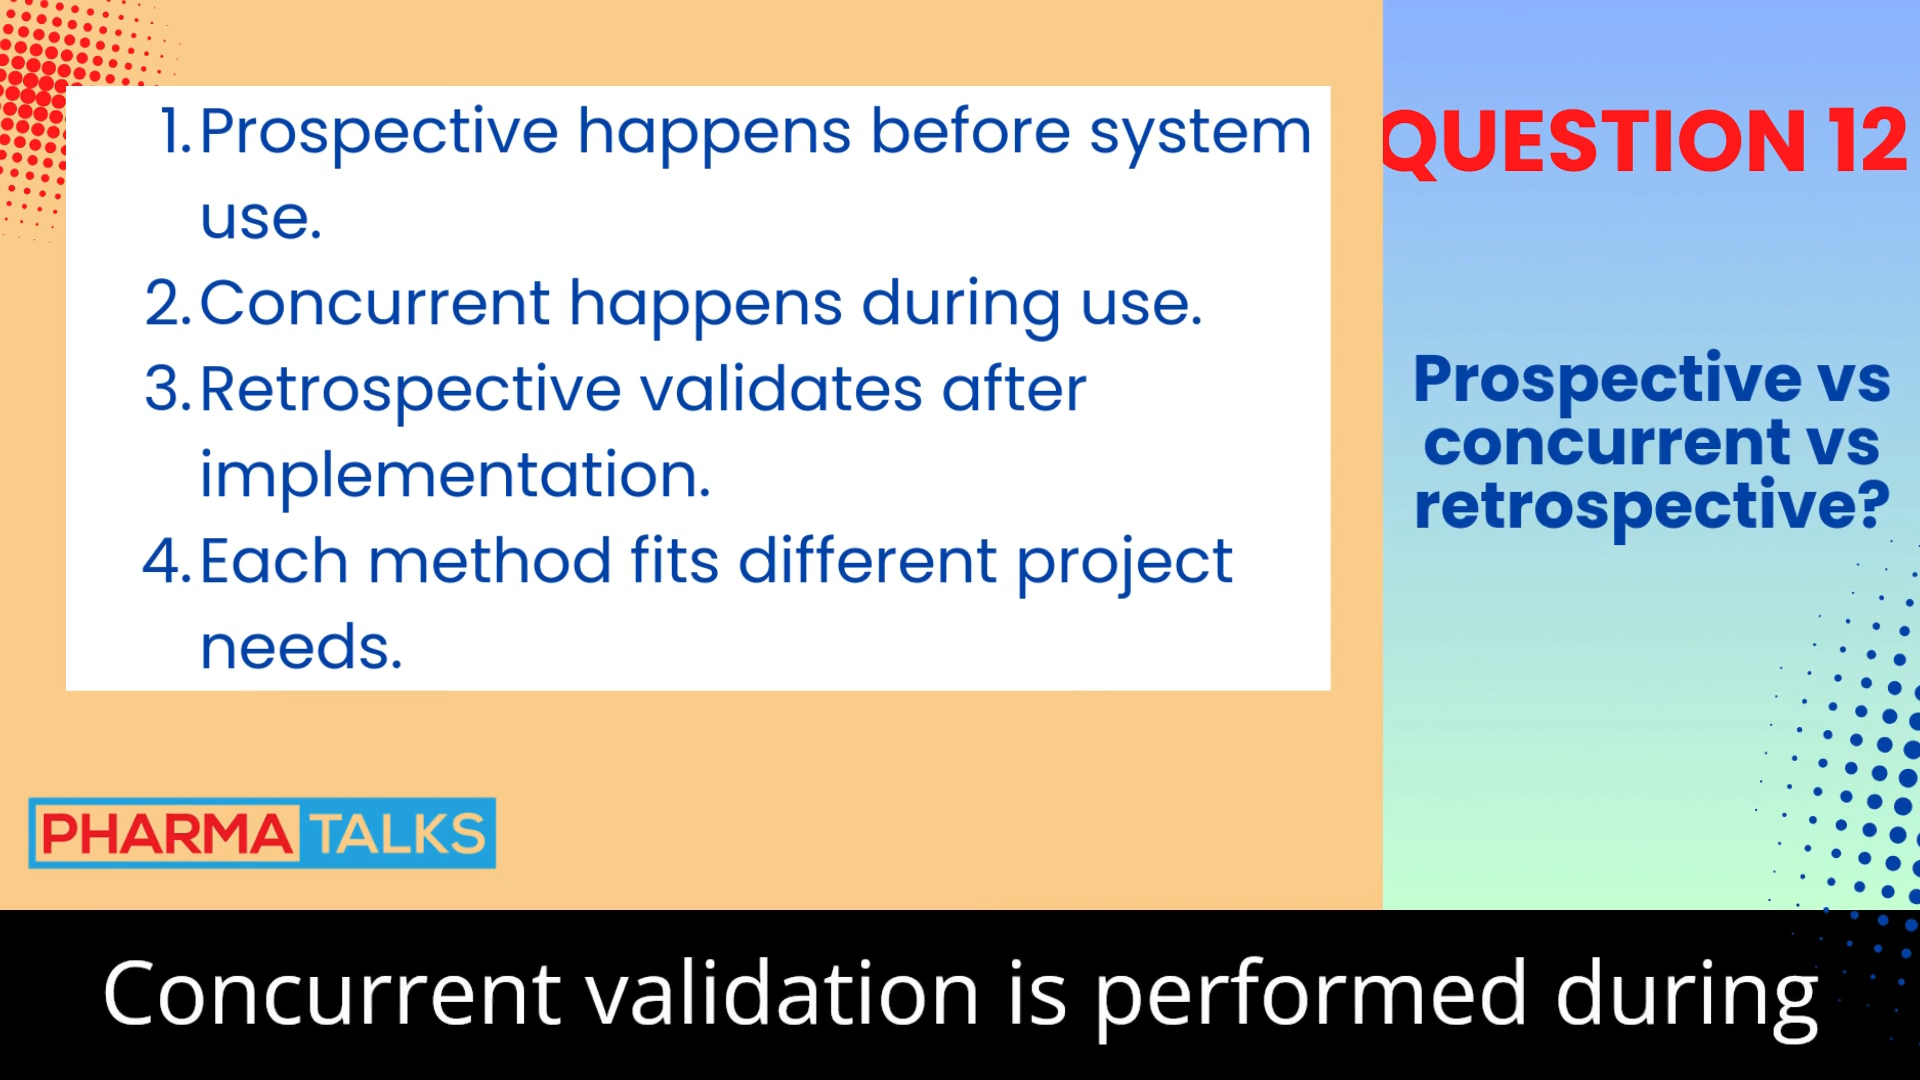 1. Prospective happens before system
use.
2. Concurrent happens during use.
3. Retrospective validates after
implementation.
4. Each method fits different project
needs.
QUESTION 12
Prospective vs
concurrent vs
retrospective?
PHARMA TALKS
Concurrent validation is performed during